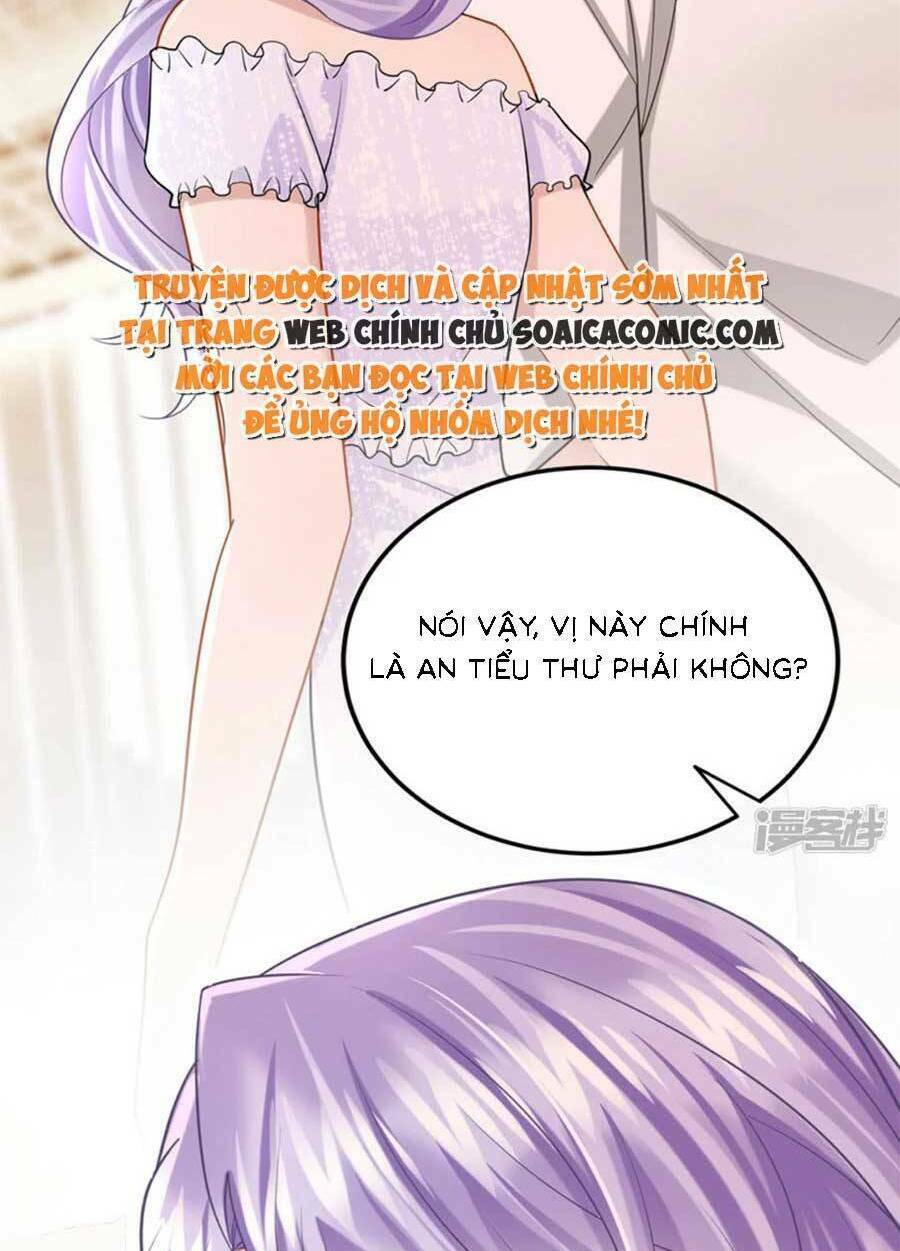 TRUYỆN ĐƯỢC DỊCH VÀ CẬP NHẬT SỚM NHẤT
TẠI TRANG WEB CHÍNH CHỦ SOAICACOMIC.COM
MỜI CÁC BẠN ĐỌC TẠI WEB CHÍNH CHỦ
ĐỂ ỦNG HỘ NHÓM DỊCH NHÉ!
NÓI VẬY, VỊ NÀY CHÍNH
LÀ AN TIỂU THƯ PHẢI KHÔNG?
漫客栈